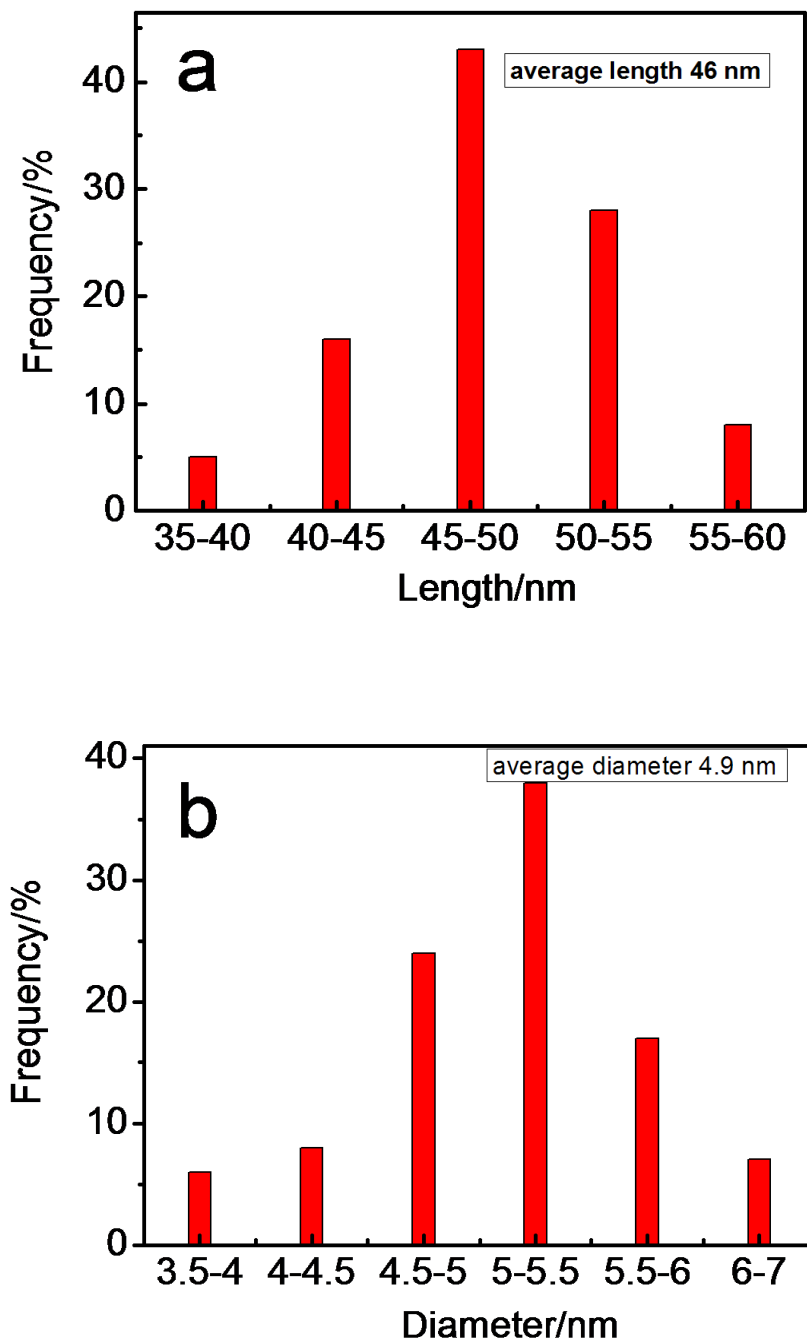 a
average length 46 nm
Frequency/%
40
30
20
10
0
35-40 40-45 45-50 50-55 55-60
Length/nm
b
average diameter 4.9 nm
Frequency/%
40
30
20
10
0
3.5-4 4-4.5 4.5-5 5-5.5 5.5-6 6-7
Diameter/nm